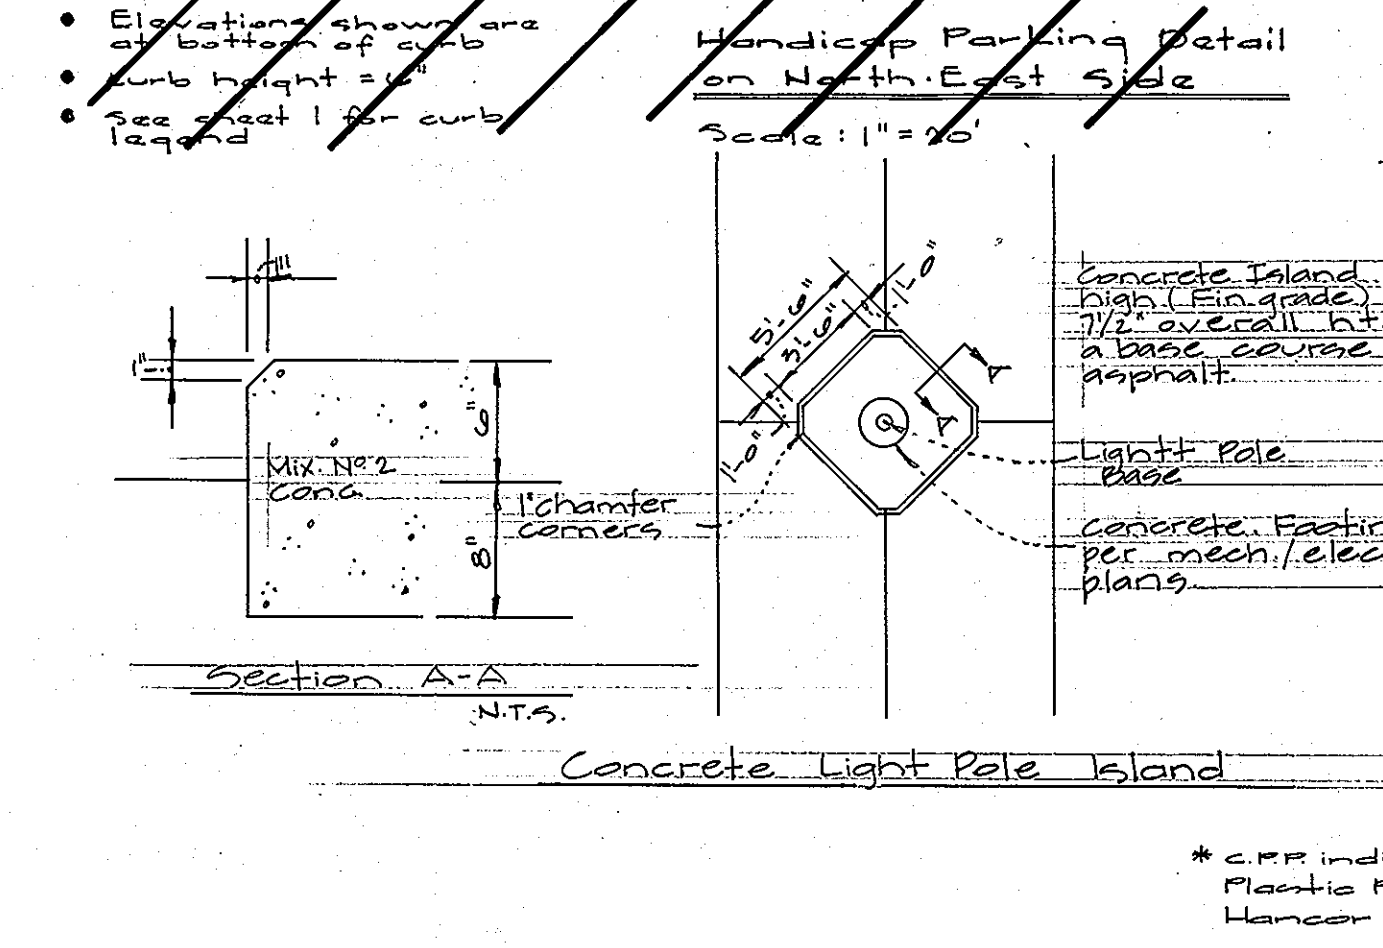 • Elevations shown are
at bottom of curb
• curb height = 6"
• See sheet 1 for curb
legend
Handicap Parking Detail
on North-East Side
Scale : 1" = 20'
1"
1"
6"
8"
Mix. Nº 2
conc.
Section A-A
N.T.S.
5'-6"
3'-6"
1'-0"
1'-0"
A
A
1" Chamfer
corners
Concrete Island
high (Fin. grade)
7 1/2" overall ht
a base course
asphalt.
Lightt Pole
Base
Concrete
per mech./elec
plans.
Concrete Light Pole Island
* C.P.P.
Plastic
Hancor